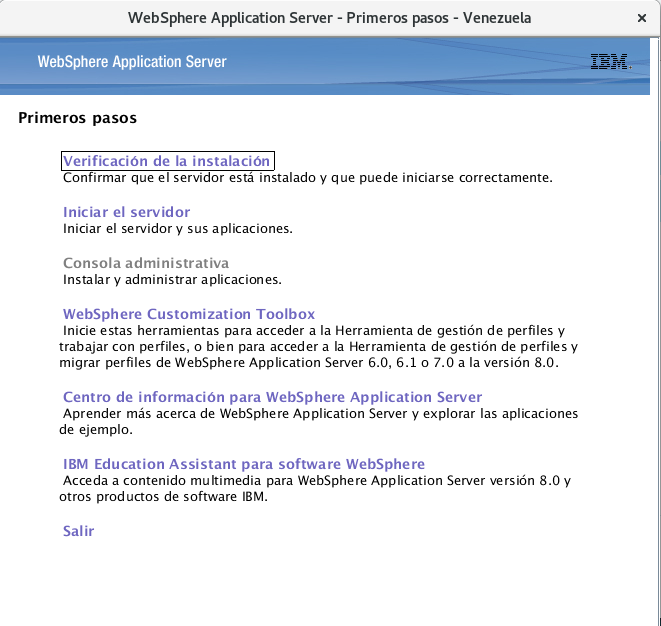 WebSphere Application Server - Primeros pasos - Venezuela
WebSphere Application Server
IBM.
Primeros pasos
Verificación de la instalación
Confirmar que el servidor está instalado y que puede iniciarse correctamente.
Iniciar el servidor
Iniciar el servidor y sus aplicaciones.
Consola administrativa
Instalar y administrar aplicaciones.
WebSphere Customization Toolbox
Inicie estas herramientas para acceder a la Herramienta de gestión de perfiles y
trabajar con perfiles, o bien para acceder a la Herramienta de gestión de perfiles y
migrar perfiles de WebSphere Application Server 6.0, 6.1 o 7.0 a la versión 8.0.
Centro de información para WebSphere Application Server
Aprender más acerca de WebSphere Application Server y explorar las aplicaciones
de ejemplo.
IBM Education Assistant para software WebSphere
Acceda a contenido multimedia para WebSphere Application Server versión 8.0 y
otros productos de software IBM.
Salir